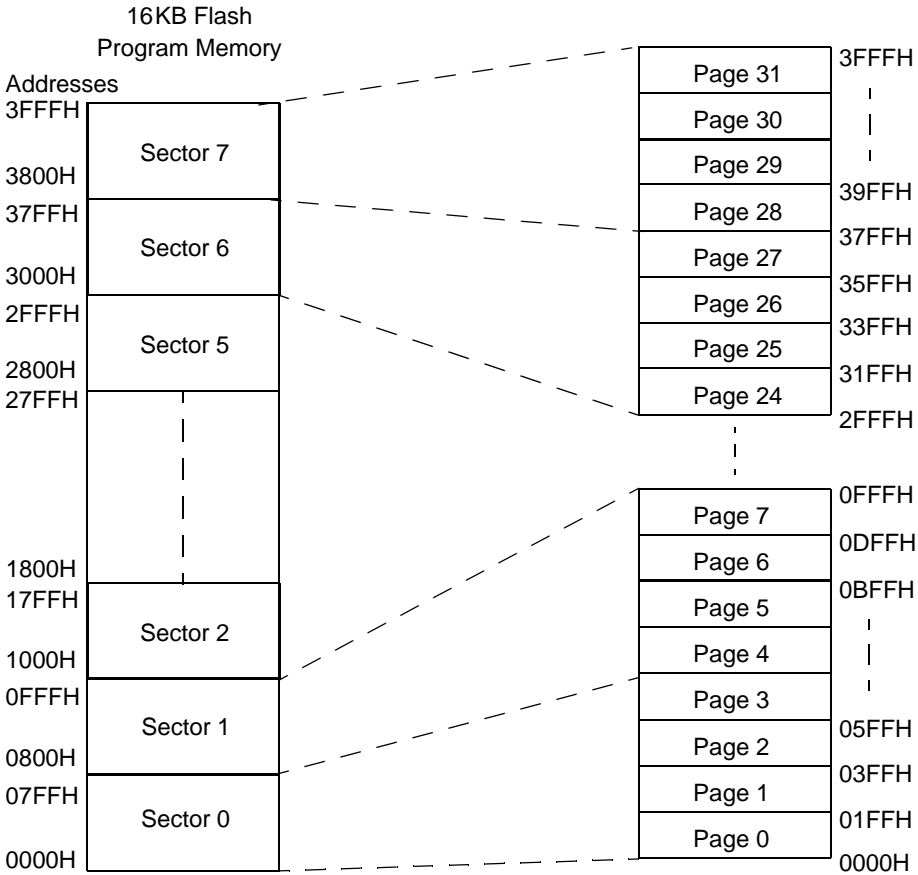 16KB Flash
Program Memory
Addresses
3FFFH
Sector 7
3800H
37FFH
Sector 6
3000H
2FFFH
Sector 5
2800H
27FFH
1800H
17FFH
Sector 2
1000H
0FFFH
Sector 1
0800H
07FFH
Sector 0
0000H
3FFFH
Page 31
Page 30
Page 29
39FFH
Page 28
37FFH
Page 27
35FFH
Page 26
33FFH
Page 25
31FFH
Page 24
2FFFH
0FFFH
Page 7
0DFFH
Page 6
0BFFH
Page 5
Page 4
Page 3
05FFH
Page 2
03FFH
Page 1
01FFH
Page 0
0000H